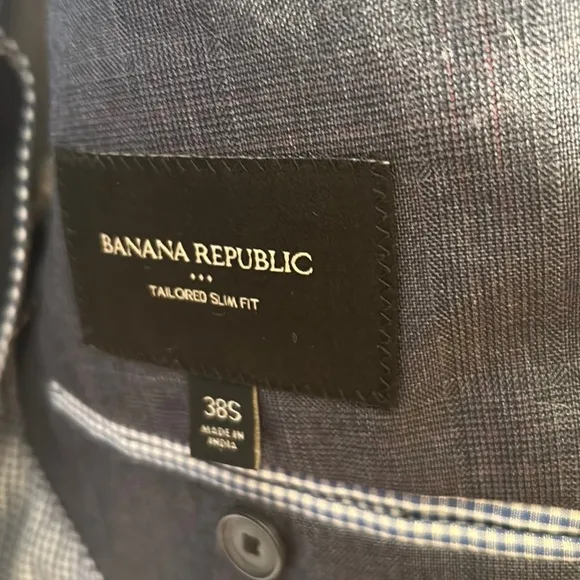 BANANA REPUBLIC
TAILORED SLIM FIT
38S
MADE IN
INDIA